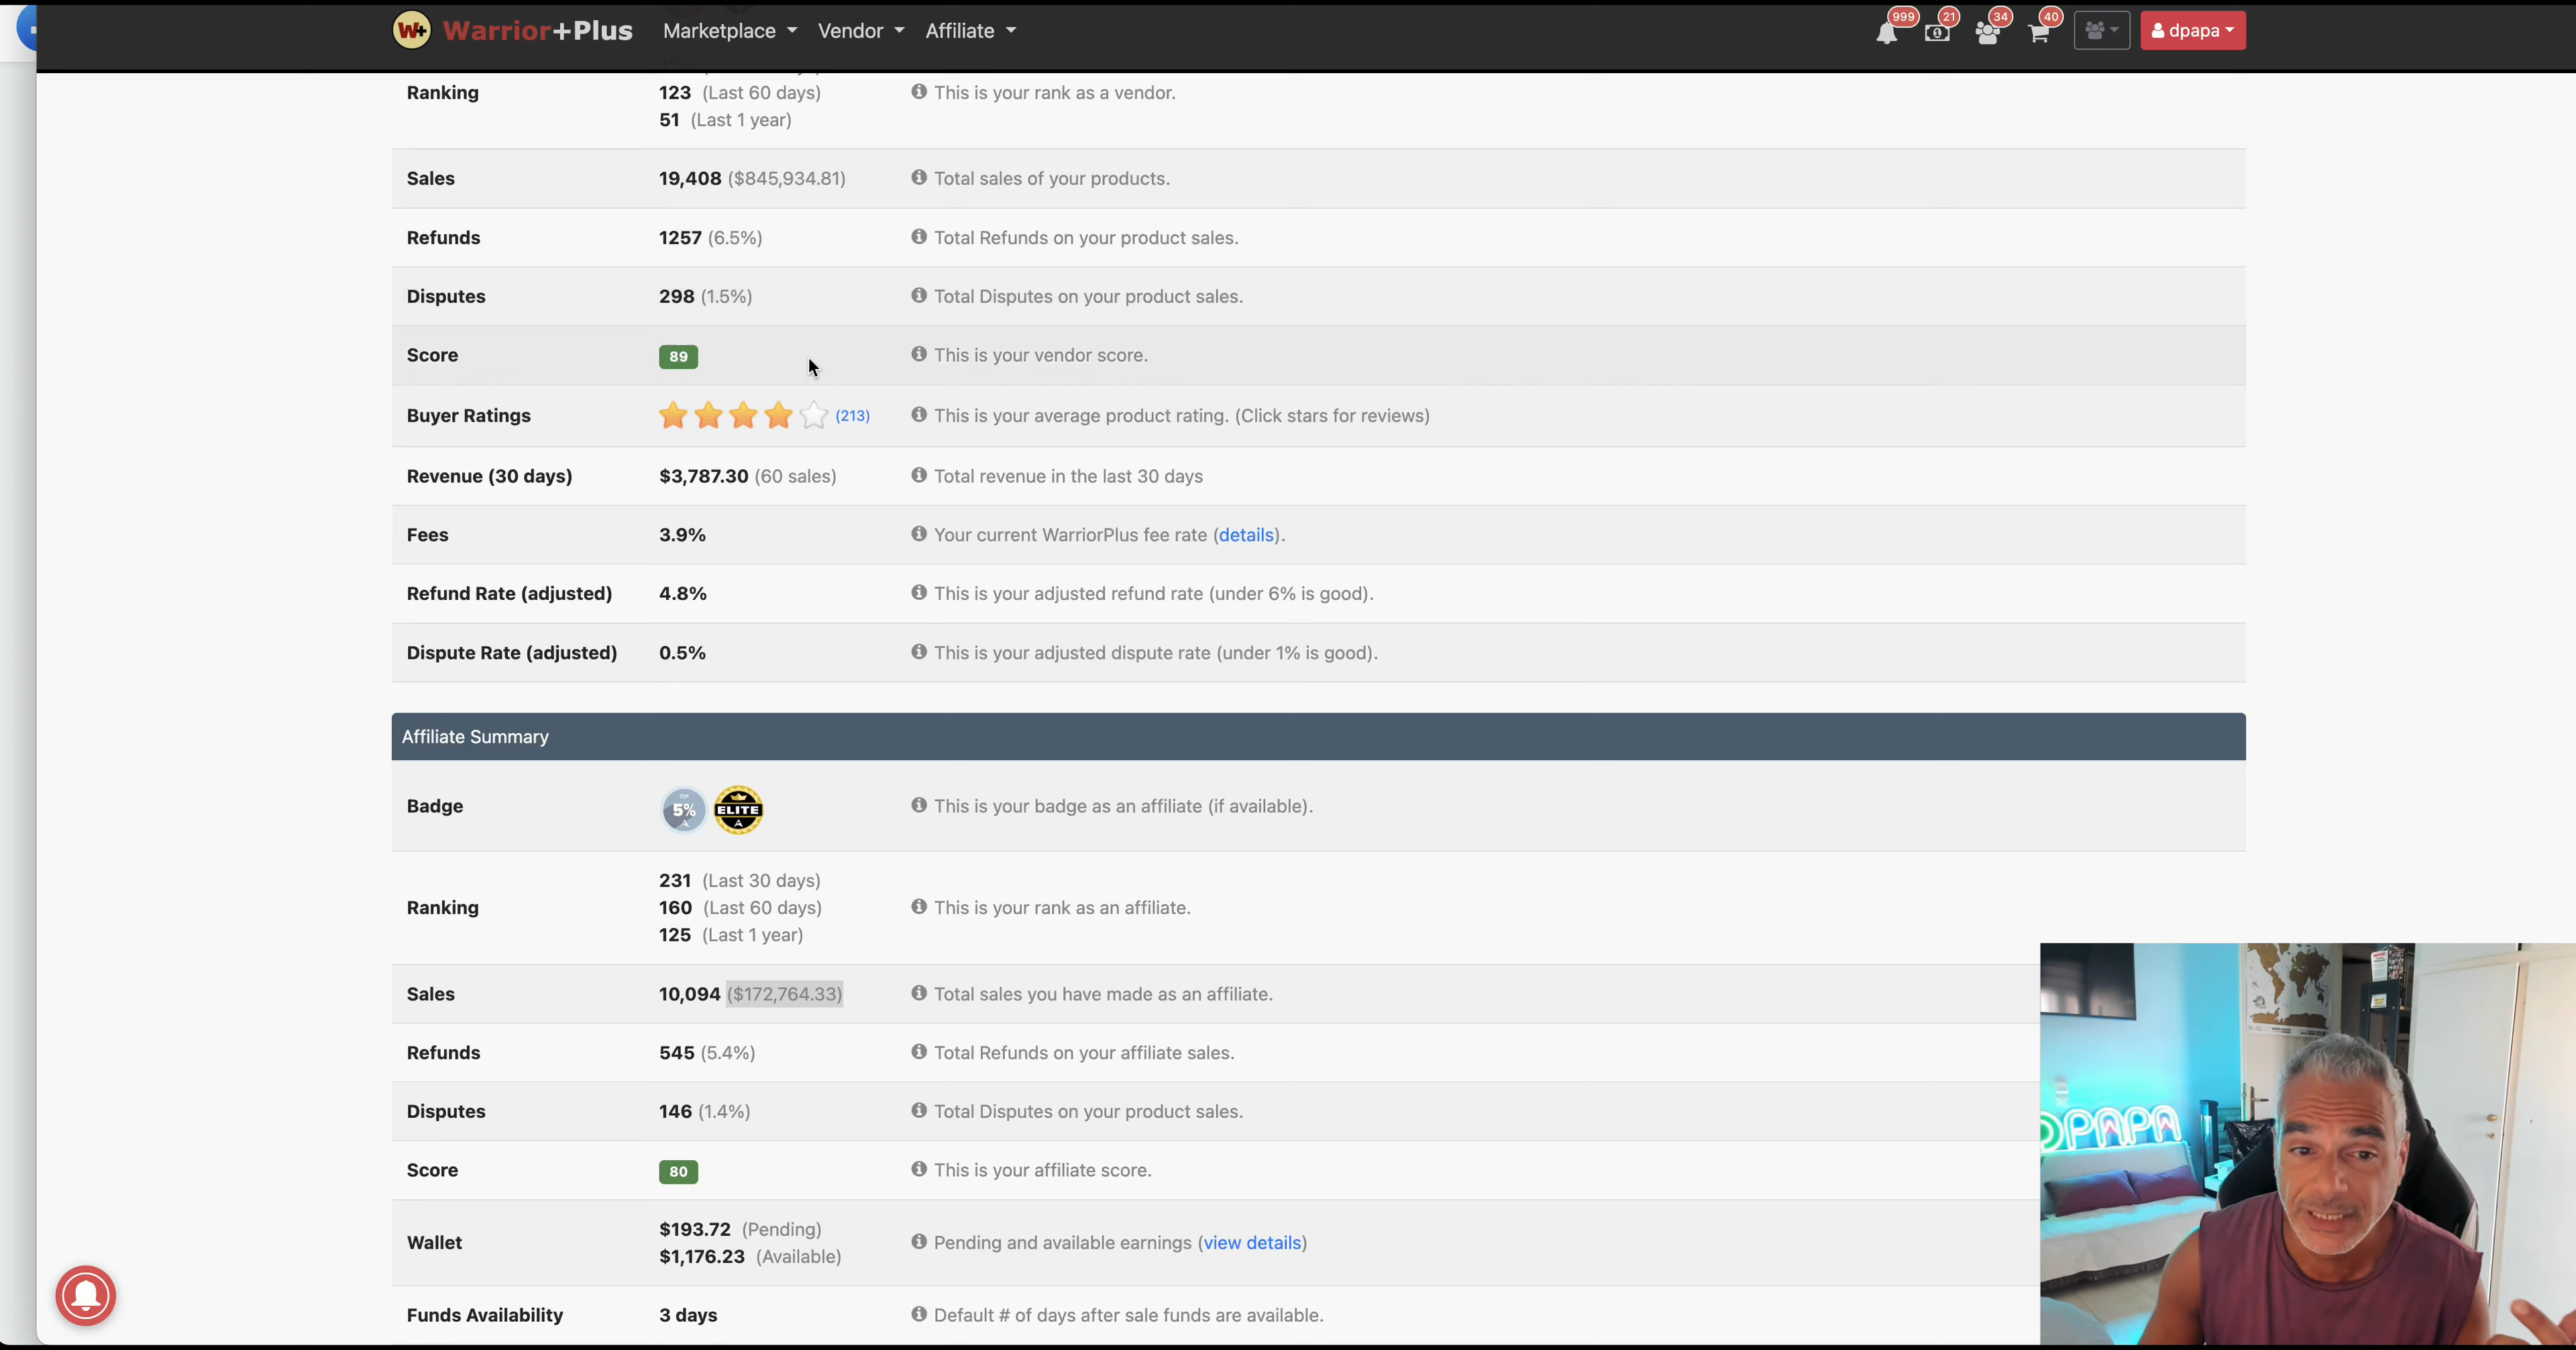 W+ Warrior+Plus Marketplace Vendor Affiliate 999 21 34 40 dpapa
Ranking 123 (Last 60 days) This is your rank as a vendor.
51 (Last 1 year)
Sales 19,408 ($845,934.81) Total sales of your products.
Refunds 1257 (6.5%) Total Refunds on your product sales.
Disputes 298 (1.5%) Total Disputes on your product sales.
Score 89 This is your vendor score.
Buyer Ratings (213) This is your average product rating. (Click stars for reviews)
Revenue (30 days) $3,787.30 (60 sales) Total revenue in the last 30 days
Fees 3.9% Your current WarriorPlus fee rate (details).
Refund Rate (adjusted) 4.8% This is your adjusted refund rate (under 6% is good).
Dispute Rate (adjusted) 0.5% This is your adjusted dispute rate (under 1% is good).
Affiliate Summary
Badge TOP 5% ELITE This is your badge as an affiliate (if available).
231 (Last 30 days)
Ranking 160 (Last 60 days) This is your rank as an affiliate.
125 (Last 1 year)
Sales 10,094 ($172,764.33) Total sales you have made as an affiliate.
Refunds 545 (5.4%) Total Refunds on your affiliate sales.
Disputes 146 (1.4%) Total Disputes on your product sales.
DPAPA
Score 80 This is your affiliate score.
$193.72 (Pending)
Wallet Pending and available earnings (view details)
$1,176.23 (Available)
Funds Availability 3 days Default # of days after sale funds are available.